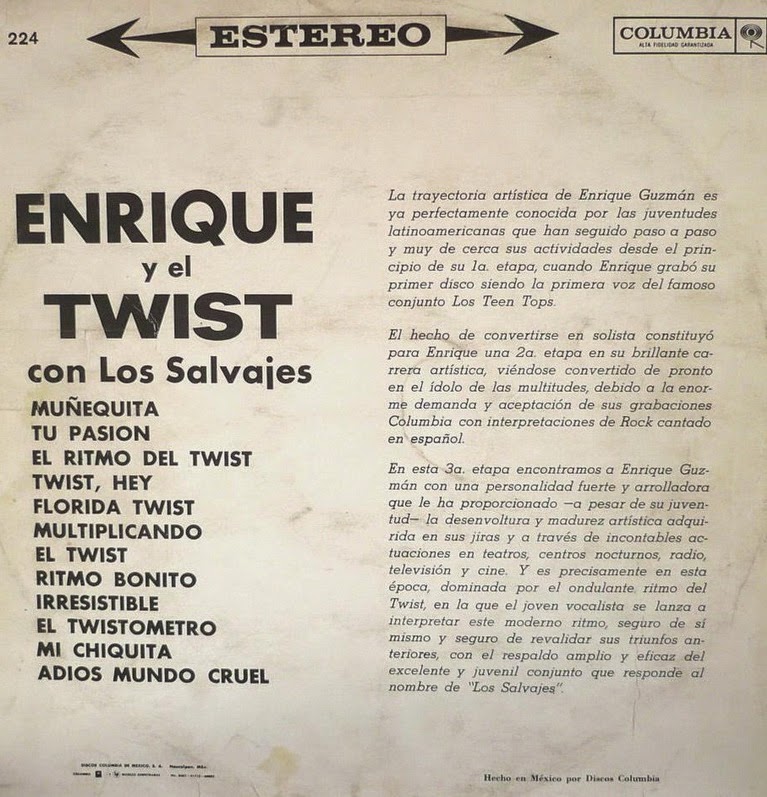 224
ESTEREO
COLUMBIA
ALTA FIDELIDAD GARANTIZADA
ENRIQUE
y el
TWIST
con Los Salvajes
MUÑEQUITA
TU PASION
EL RITMO DEL TWIST
TWIST, HEY
FLORIDA TWIST
MULTIPLICANDO
EL TWIST
RITMO BONITO
IRRESISTIBLE
EL TWISTOMETRO
MI CHIQUITA
ADIOS MUNDO CRUEL
La trayectoria artística de Enrique Guzmán es
ya perfectamente conocida por las juventudes
latinoamericanas que han seguido paso a paso
y muy de cerca sus actividades desde el prin-
cipio de su 1a. etapa, cuando Enrique grabó su
primer disco siendo la primera voz del famoso
conjunto Los Teen Tops.
El hecho de convertirse en solista constituyó
para Enrique una 2a. etapa en su brillante ca-
rrera artística, viéndose convertido de pronto
en el ídolo de las multitudes, debido a la enor-
me demanda y aceptación de sus grabaciones
Columbia con interpretaciones de Rock cantado
en español.
En esta 3a. etapa encontramos a Enrique Guz-
mán con una personalidad fuerte y arrolladora
que le ha proporcionado —a pesar de su juven-
tud— la desenvoltura y madurez artística adqui-
rida en sus jiras y a través de incontables ac-
tuaciones en teatros, centros nocturnos, radio,
televisión y cine. Y es precisamente en esta
época, dominada por el ondulante ritmo del
Twist, en la que el joven vocalista se lanza a
interpretar este moderno ritmo, seguro de sí
mismo y seguro de revalidar sus triunfos an-
teriores, con el respaldo amplio y eficaz del
excelente y juvenil conjunto que responde al
nombre de "Los Salvajes".
DISCOS COLUMBIA DE MEXICO, S. A. Naucalpan, Méx.
COLUMBIA
Hecho en México por Discos Columbia